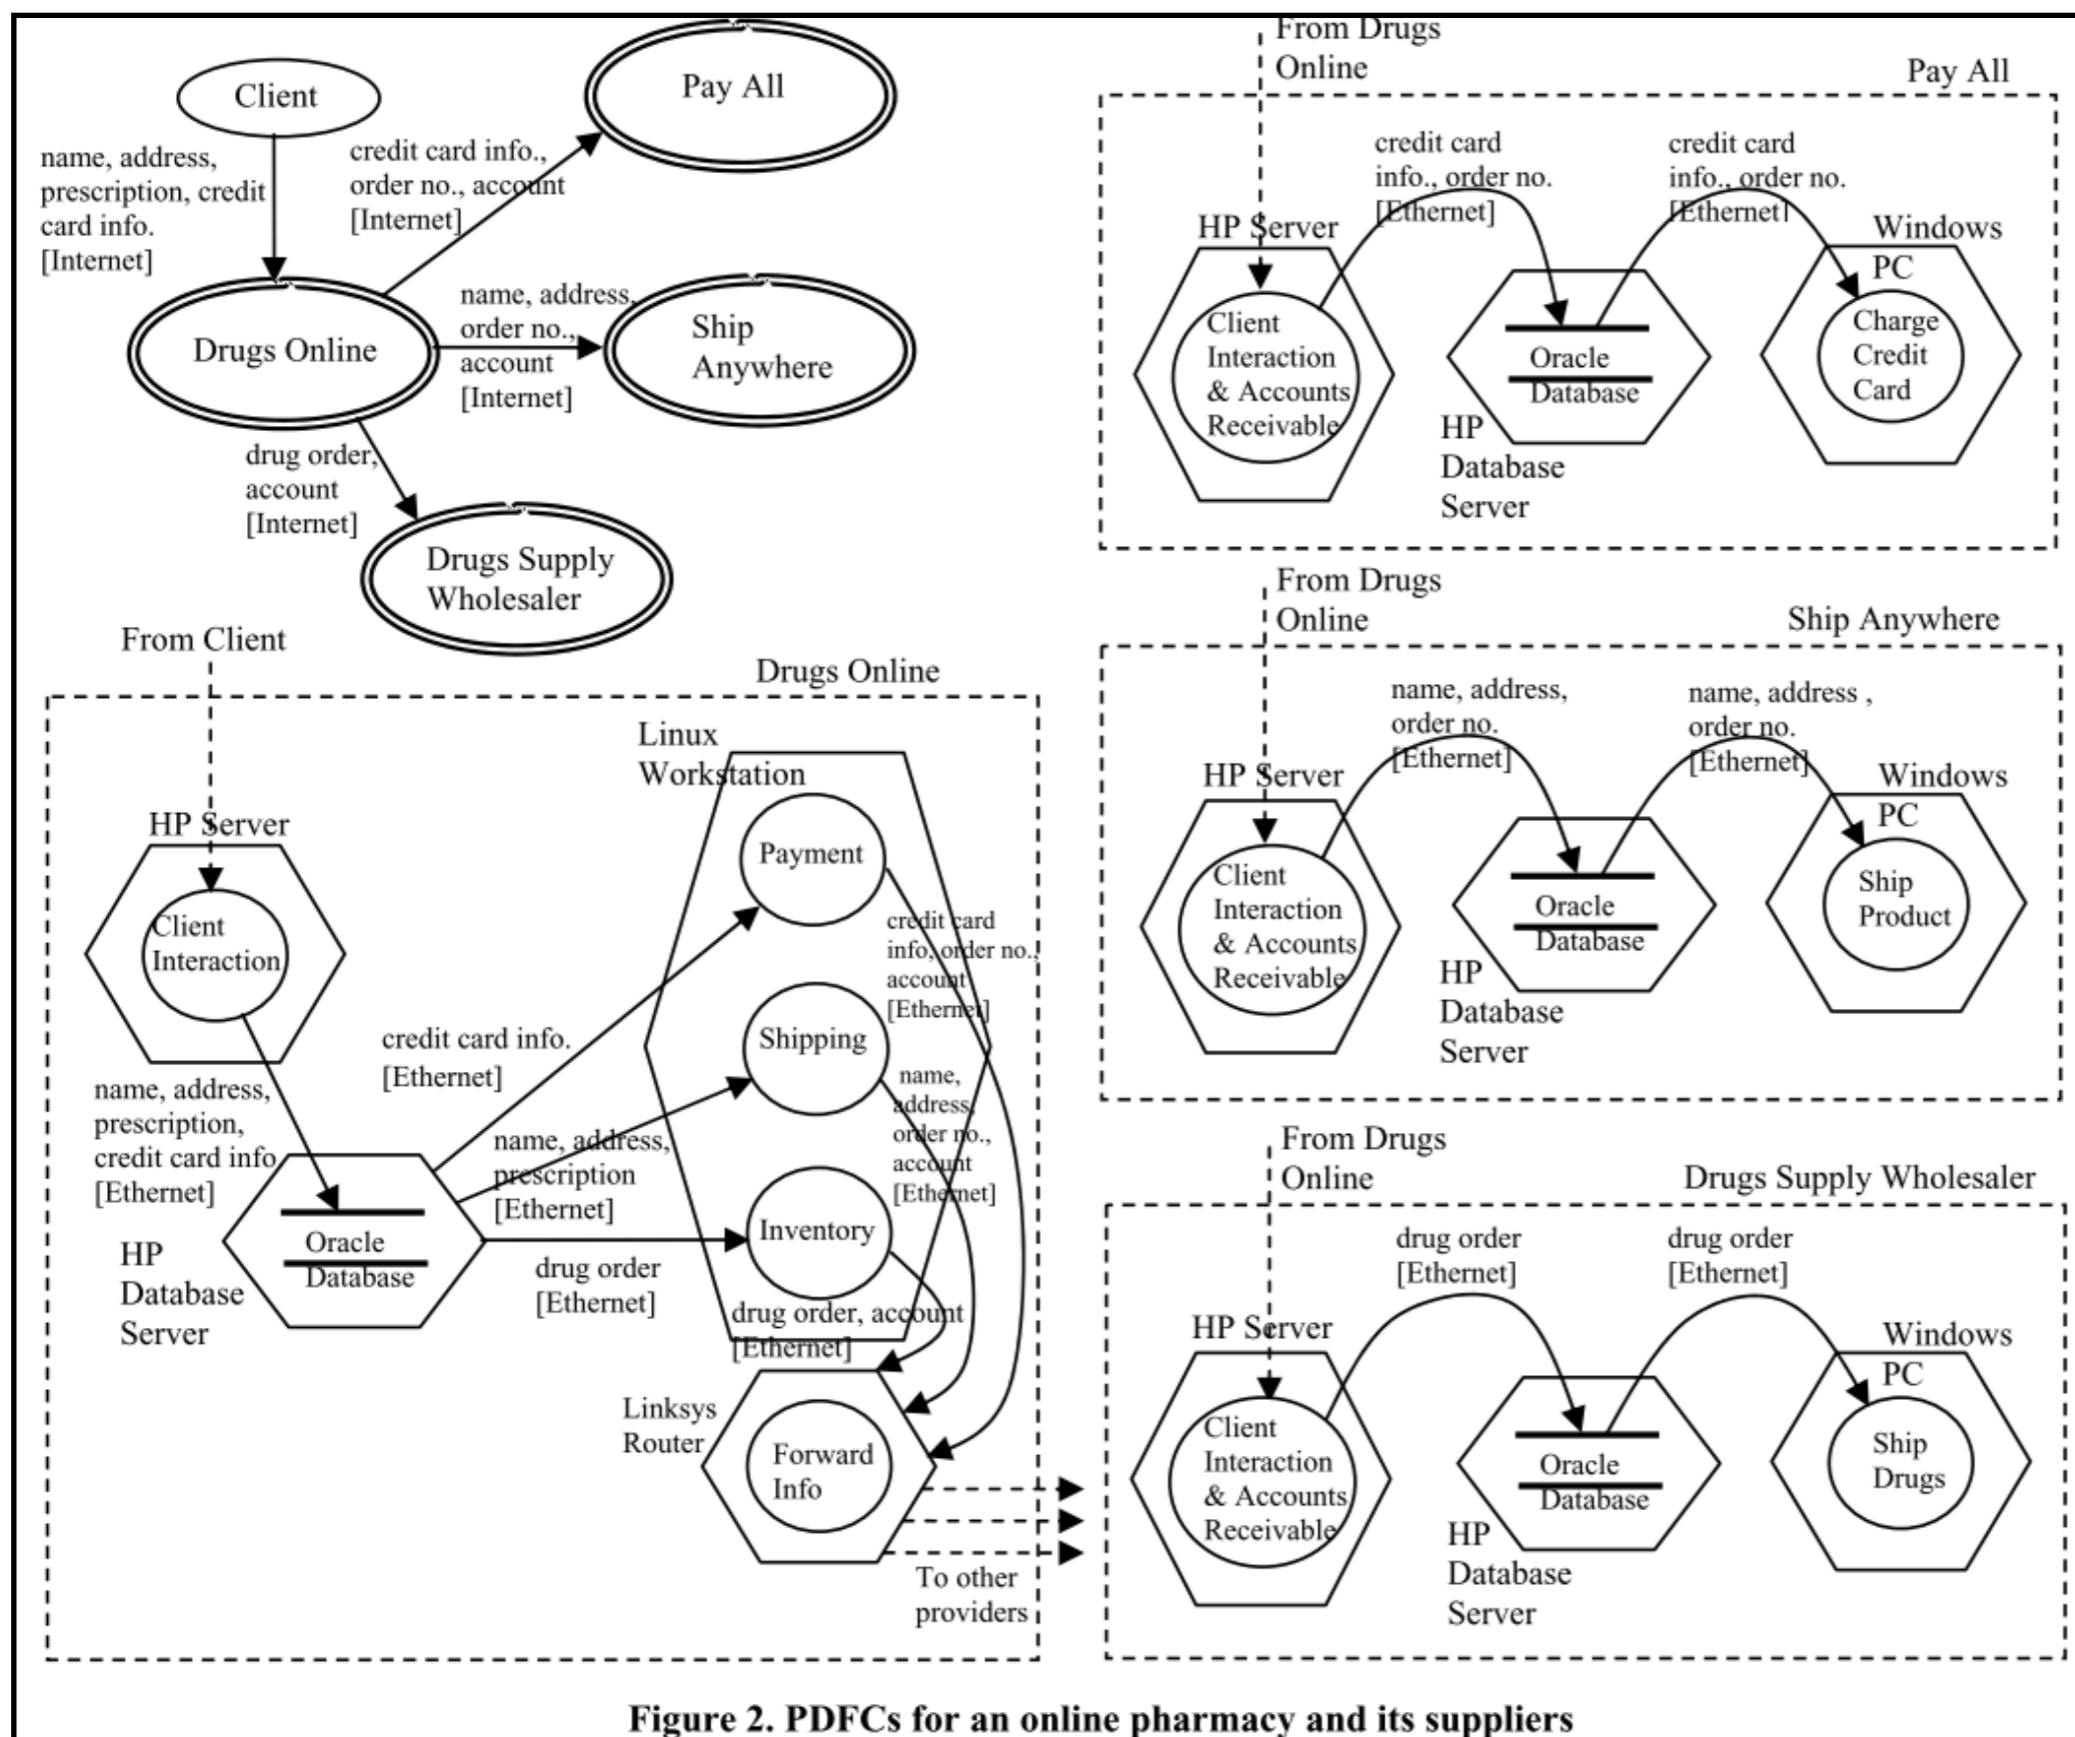 Client
name, address,
prescription, credit
card info.
[Internet]
credit card info.,
order no., account
[Internet]
Pay All
Drugs Online
name, address,
order no.,
account
[Internet]
Ship
Anywhere
drug order,
account
[Internet]
Drugs Supply
Wholesaler
From Client
Drugs Online
HP Server
Client
Interaction
name, address,
prescription,
credit card info
[Ethernet]
HP
Database
Server
Oracle
Database
credit card info.
[Ethernet]
name, address,
prescription
[Ethernet]
drug order
[Ethernet]
Linux
Workstation
Payment
Shipping
Inventory
credit card
info, order no.,
account
[Ethernet]
name,
address,
order no.,
account
[Ethernet]
drug order, account
[Ethernet]
Linksys
Router
Forward
Info
To other
providers
From Drugs
Online
Pay All
HP Server
Client
Interaction
& Accounts
Receivable
credit card
info., order no.
[Ethernet]
Oracle
Database
HP
Database
Server
credit card
info., order no.
[Ethernet]
Windows
PC
Charge
Credit
Card
From Drugs
Online
Ship Anywhere
HP Server
Client
Interaction
& Accounts
Receivable
name, address,
order no.
[Ethernet]
Oracle
Database
HP
Database
Server
name, address ,
order no.
[Ethernet]
Windows
PC
Ship
Product
From Drugs
Online
Drugs Supply Wholesaler
HP Server
Client
Interaction
& Accounts
Receivable
drug order
[Ethernet]
Oracle
Database
HP
Database
Server
drug order
[Ethernet]
Windows
PC
Ship
Drugs
Figure 2. PDFCs for an online pharmacy and its suppliers